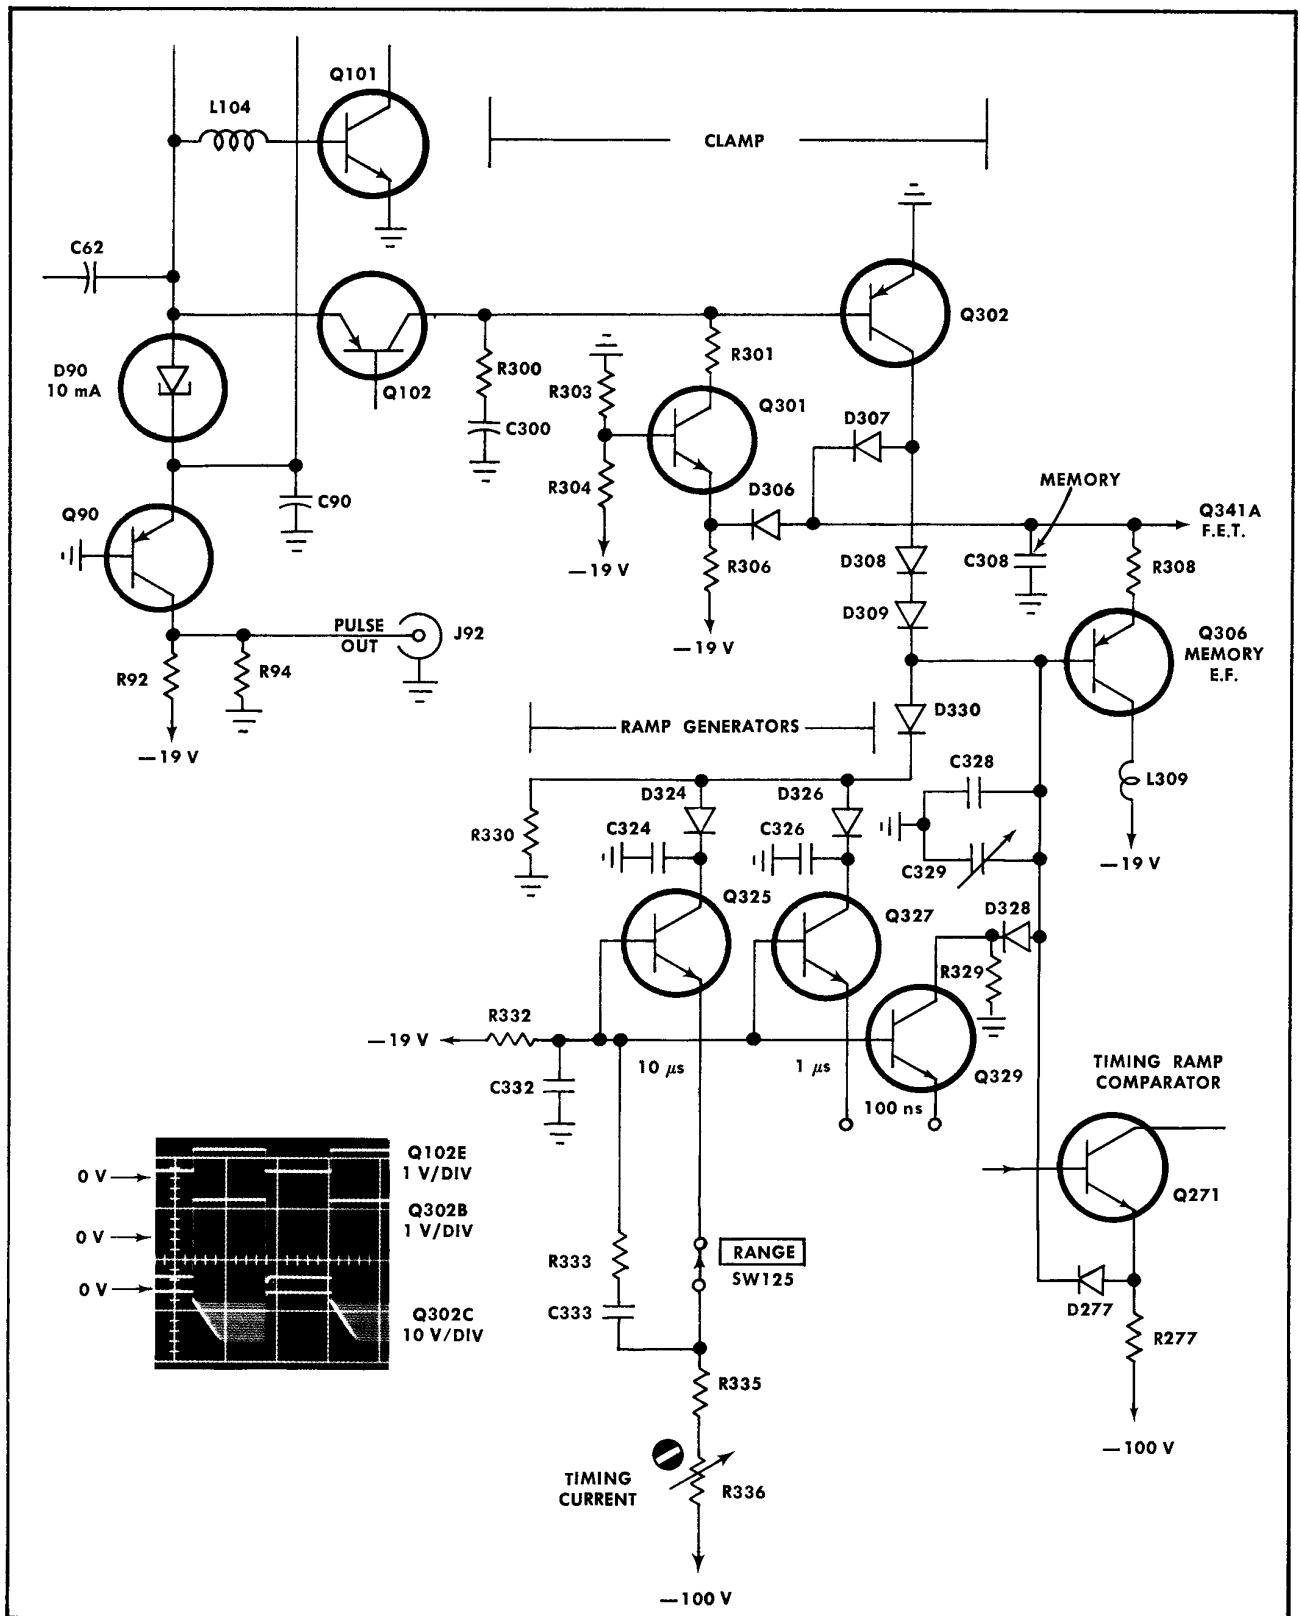 Q101
L104
CLAMP
C62
Q302
D90
10 mA
Q102
R300
R303
R301
Q301
D307
C300
R304
D306
MEMORY
Q341A
F.E.T.
C90
Q90
—19 V
R306
D308
C308
R308
D309
PULSE
OUT
J92
Q306
MEMORY
E.F.
R92
R94
—19 V
—19 V
D330
RAMP GENERATORS
C328
L309
D324
D326
R330
C324
C326
C329
—19 V
Q325
Q327
D328
R329
R332
—19 V
10 μs
1 μs
Q329
TIMING RAMP
COMPARATOR
C332
100 ns
0 V
Q102E
1 V/DIV
Q271
0 V
Q302B
1 V/DIV
0 V
Q302C
10 V/DIV
R333
RANGE
SW125
D277
C333
R277
R335
—100 V
TIMING
CURRENT
R336
—100 V